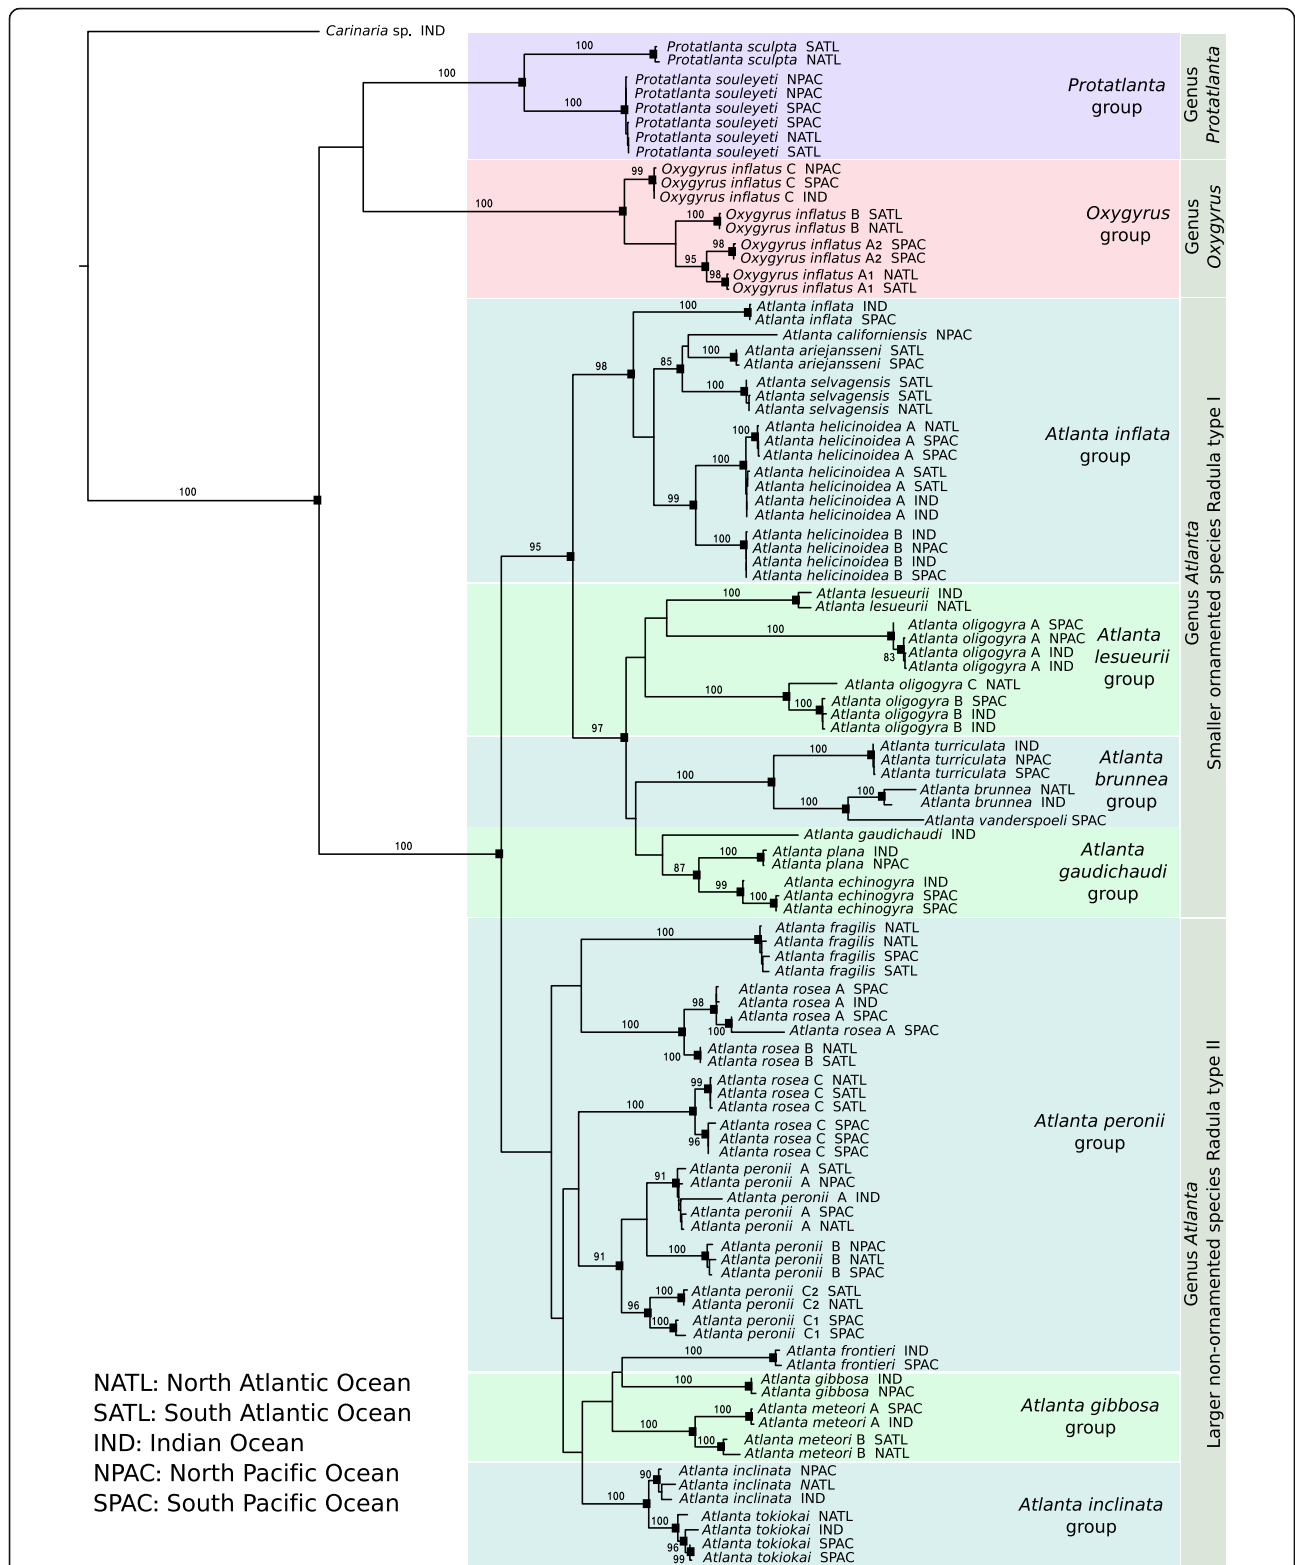 Carinaria sp. IND
100
Protatlanta sculpta SATL
Protatlanta sculpta NATL
100
Protatlanta souleyeti NPAC
Protatlanta souleyeti NPAC
100
Protatlanta souleyeti SPAC
Protatlanta souleyeti SPAC
Protatlanta souleyeti NATL
Protatlanta souleyeti SATL
Protatlanta
group
Genus
Protatlanta
99
Oxygyrus inflatus C NPAC
Oxygyrus inflatus C SPAC
Oxygyrus inflatus C IND
100
100
Oxygyrus inflatus B SATL
Oxygyrus inflatus B NATL
98
Oxygyrus inflatus A2 SPAC
Oxygyrus inflatus A2 SPAC
95
98
Oxygyrus inflatus A1 NATL
Oxygyrus inflatus A1 SATL
Oxygyrus
group
Genus
Oxygyrus
100
Atlanta inflata IND
Atlanta inflata SPAC
Atlanta californiensis NPAC
98
85
100
Atlanta ariejansseni SATL
Atlanta ariejansseni SPAC
100
Atlanta selvagensis SATL
Atlanta selvagensis SATL
Atlanta selvagensis NATL
100
Atlanta helicinoidea A NATL
Atlanta helicinoidea A SPAC
Atlanta helicinoidea A SPAC
100
Atlanta helicinoidea A SATL
Atlanta helicinoidea A SATL
Atlanta helicinoidea A IND
Atlanta helicinoidea A IND
99
100
Atlanta helicinoidea B IND
Atlanta helicinoidea B NPAC
Atlanta helicinoidea B IND
Atlanta helicinoidea B SPAC
Atlanta inflata
group
100
95
100
Atlanta lesueurii IND
Atlanta lesueurii NATL
100
Atlanta oligogyra A SPAC
Atlanta oligogyra A NPAC
83
Atlanta oligogyra A IND
Atlanta oligogyra A IND
100
Atlanta oligogyra C NATL
100
Atlanta oligogyra B SPAC
Atlanta oligogyra B IND
Atlanta oligogyra B IND
Atlanta
lesueurii
group
97
100
100
Atlanta turriculata IND
Atlanta turriculata NPAC
Atlanta turriculata SPAC
100
100
Atlanta brunnea NATL
Atlanta brunnea IND
Atlanta vanderspoeli SPAC
Atlanta
brunnea
group
100
Atlanta gaudichaudi IND
87
100
Atlanta plana IND
Atlanta plana NPAC
99
Atlanta echinogyra IND
100
Atlanta echinogyra SPAC
Atlanta echinogyra SPAC
Atlanta
gaudichaudi
group
Genus Atlanta
Smaller ornamented species Radula type I
100
Atlanta fragilis NATL
Atlanta fragilis NATL
Atlanta fragilis SPAC
Atlanta fragilis SATL
100
98
Atlanta rosea A SPAC
Atlanta rosea A IND
Atlanta rosea A SPAC
100
Atlanta rosea A SPAC
100
Atlanta rosea B NATL
Atlanta rosea B SATL
100
99
Atlanta rosea C NATL
Atlanta rosea C SATL
Atlanta rosea C SATL
96
Atlanta rosea C SPAC
Atlanta rosea C SPAC
Atlanta rosea C SPAC
91
Atlanta peronii A SATL
Atlanta peronii A NPAC
Atlanta peronii A IND
Atlanta peronii A SPAC
Atlanta peronii A NATL
91
100
Atlanta peronii B NPAC
Atlanta peronii B NATL
Atlanta peronii B SPAC
96
100
Atlanta peronii C2 SATL
Atlanta peronii C2 NATL
100
Atlanta peronii C1 SPAC
Atlanta peronii C1 SPAC
100
Atlanta frontieri IND
Atlanta frontieri SPAC
Atlanta peronii
group
100
Atlanta gibbosa IND
Atlanta gibbosa NPAC
100
100
Atlanta meteori A SPAC
Atlanta meteori A IND
100
Atlanta meteori B SATL
Atlanta meteori B NATL
Atlanta gibbosa
group
100
90
Atlanta inclinata NPAC
Atlanta inclinata NATL
Atlanta inclinata IND
100
Atlanta tokiokai NATL
Atlanta tokiokai IND
96
Atlanta tokiokai SPAC
99
Atlanta tokiokai SPAC
Atlanta inclinata
group
Genus Atlanta
Larger non-ornamented species Radula type II
NATL: North Atlantic Ocean
SATL: South Atlantic Ocean
IND: Indian Ocean
NPAC: North Pacific Ocean
SPAC: South Pacific Ocean